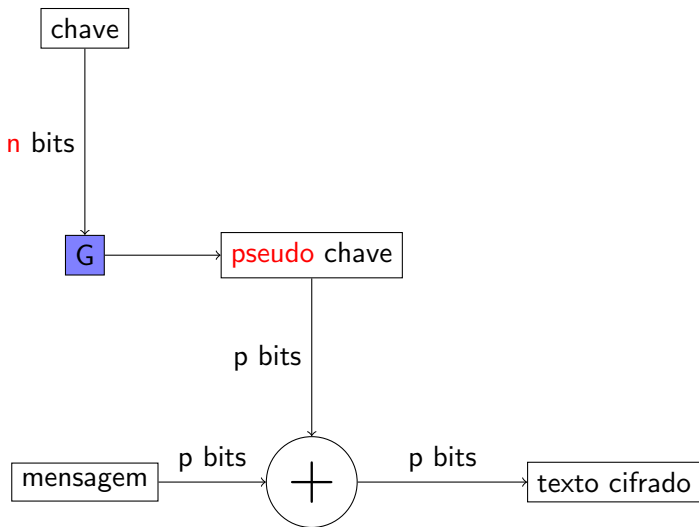 chave
n bits
G
pseudo chave
p bits
mensagem
p bits
+
p bits
texto cifrado